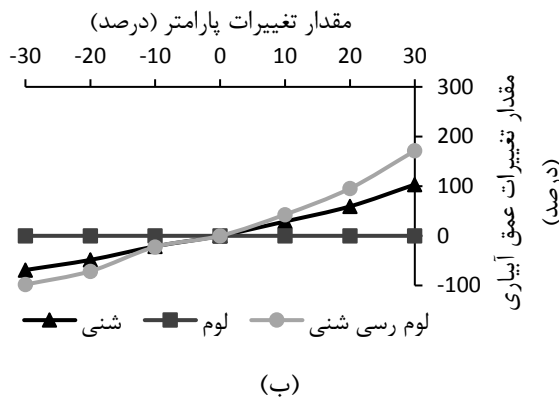 مقدار تغییرات پارامتر (درصد)
-30 -20 -10 0 10 20 30
300
200
100
0
-100
مقدار تغییرات عمق آبیاری
(درصد)
شنی لوم لوم رسی شنی
(ب)